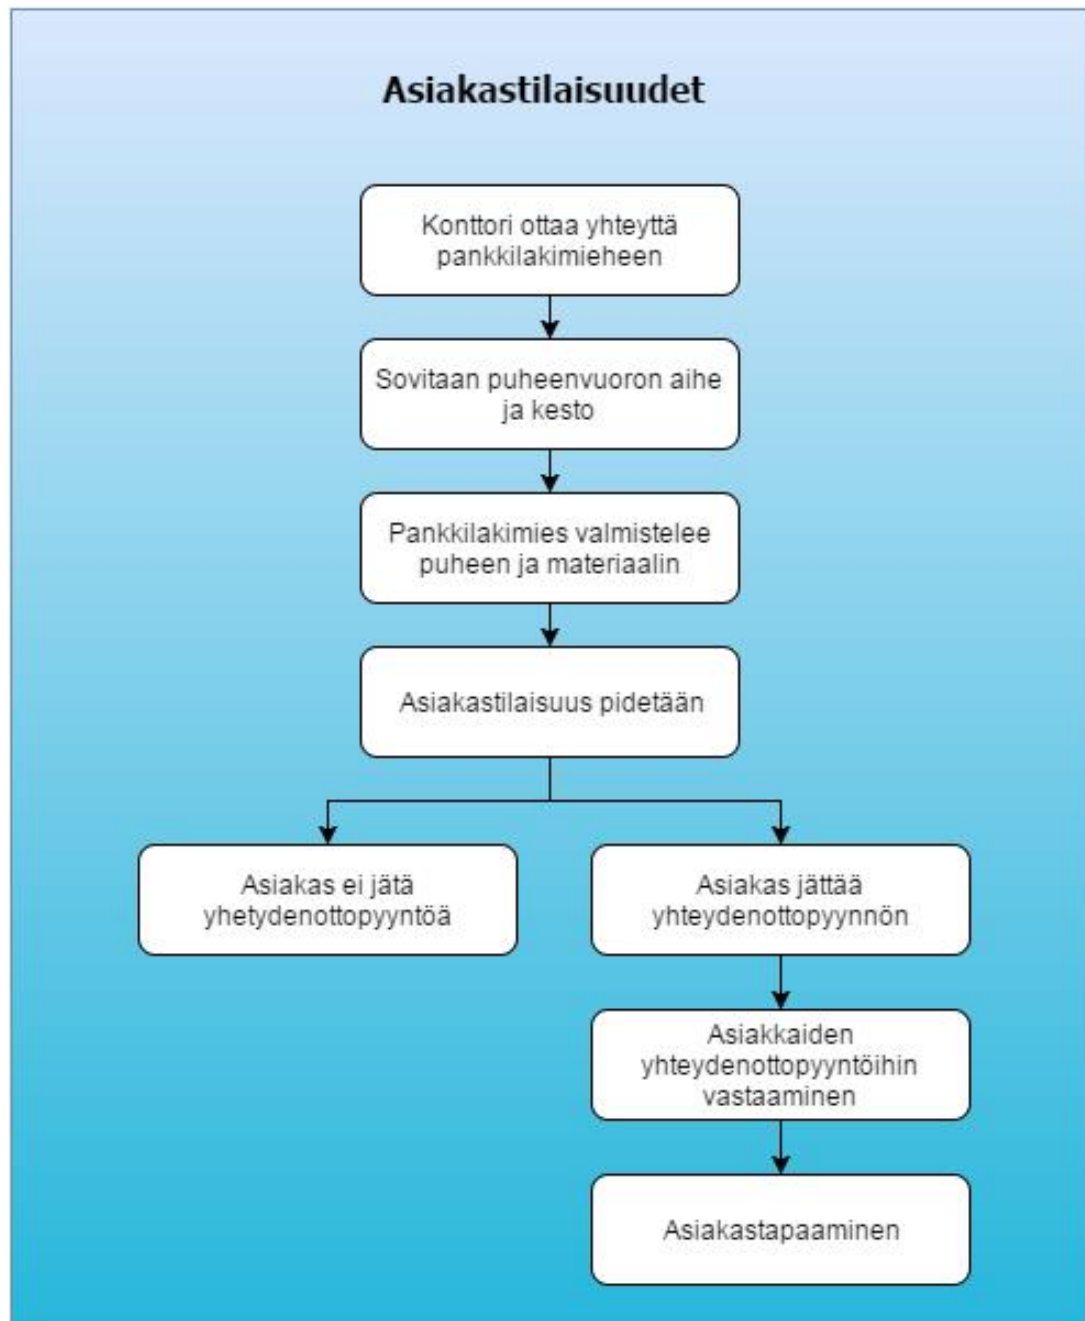 Asiakastilaisuudet
Konttori ottaa yhteyttä
pankkilakimieheen
Sovitaan puheenvuoron aihe
ja kesto
Pankkilakimies valmistelee
puheen ja materiaalin
Asiakastilaisuus pidetään
Asiakas ei jätä
yhetydenottopyyntöä
Asiakas jättää
yhteydenottopyynnön
Asiakkaiden
yhteydenottopyyntöihin
vastaaminen
Asiakastapaaminen